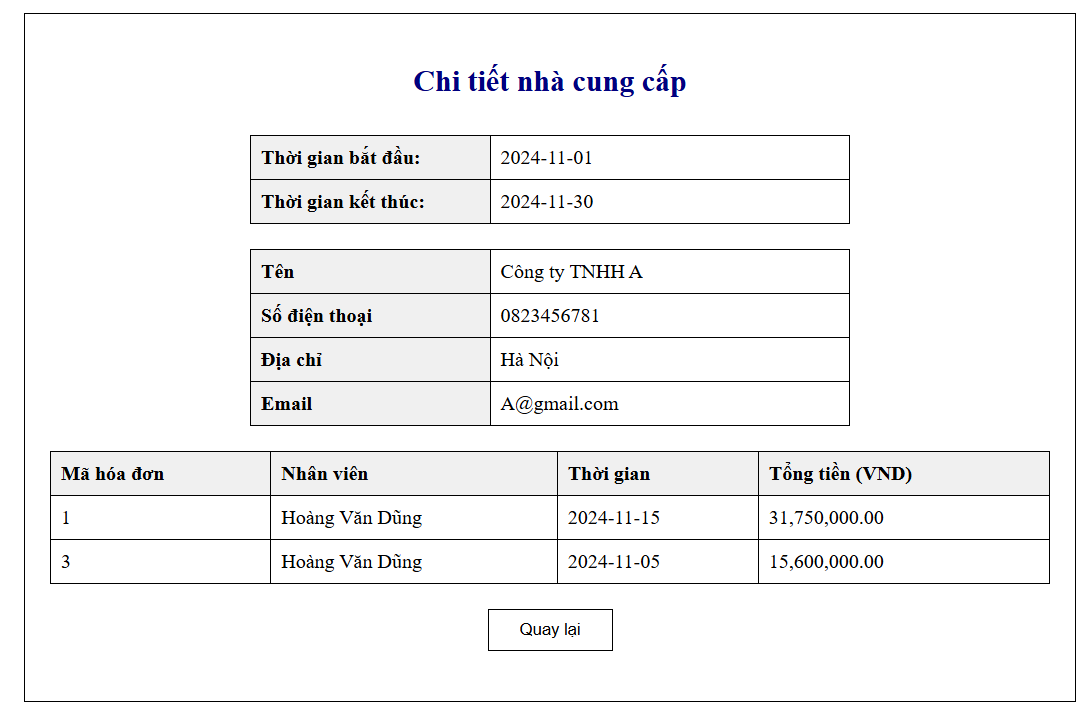 Chi tiết nhà cung cấp
Thời gian bắt đầu: 2024-11-01
Thời gian kết thúc: 2024-11-30
Tên Công ty TNHH A
Số điện thoại 0823456781
Địa chỉ Hà Nội
Email A@gmail.com
Mã hóa đơn Nhân viên Thời gian Tổng tiền (VND)
1 Hoàng Văn Dũng 2024-11-15 31,750,000.00
3 Hoàng Văn Dũng 2024-11-05 15,600,000.00
Quay lại